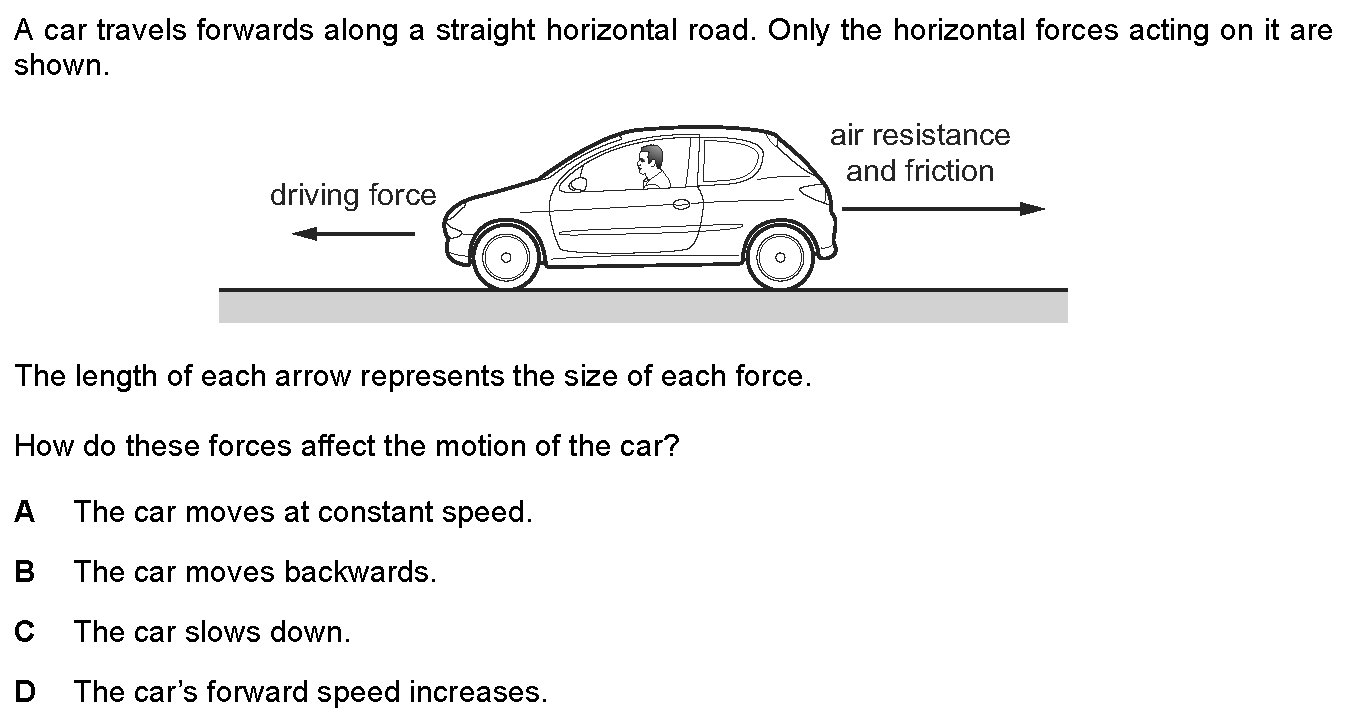 A car travels forwards along a straight horizontal road. Only the horizontal forces acting on it are
shown.
air resistance
and friction
driving force
The length of each arrow represents the size of each force.
How do these forces affect the motion of the car?
A The car moves at constant speed.
B The car moves backwards.
C The car slows down.
D The car’s forward speed increases.